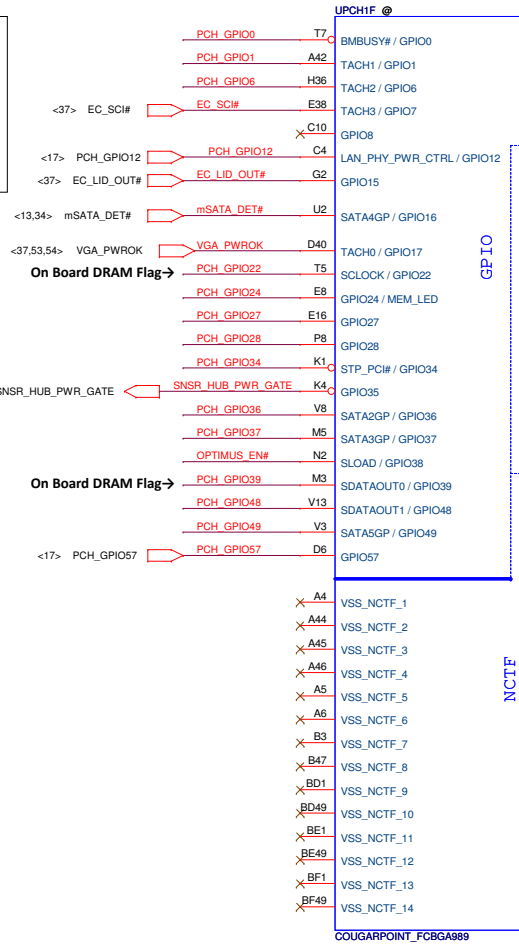 UPCH1F @
PCH_GPIO0 T7 BMBUSY# / GPIO0
PCH_GPIO1 A42 TACH1 / GPIO1
PCH_GPIO6 H36 TACH2 / GPIO6
<37> EC_SCI# EC_SCI# E38 TACH3 / GPIO7
C10 GPIO8
<17> PCH_GPIO12 PCH_GPIO12 C4 LAN_PHY_PWR_CTRL / GPIO12
<37> EC_LID_OUT# EC_LID_OUT# G2 GPIO15
<13,34> mSATA_DET# mSATA_DET# U2 SATA4GP / GPIO16
<37,53,54> VGA_PWROK VGA_PWROK D40 TACH0 / GPIO17
On Board DRAM Flag→ PCH_GPIO22 T5 SCLOCK / GPIO22
PCH_GPIO24 E8 GPIO24 / MEM_LED
PCH_GPIO27 E16 GPIO27
PCH_GPIO28 P8 GPIO28
PCH_GPIO34 K1 STP_PCI# / GPIO34
SNSR_HUB_PWR_GATE SNSR_HUB_PWR_GATE K4 GPIO35
PCH_GPIO36 V8 SATA2GP / GPIO36
PCH_GPIO37 M5 SATA3GP / GPIO37
OPTIMUS_EN# N2 SLOAD / GPIO38
On Board DRAM Flag→ PCH_GPIO39 M3 SDATAOUT0 / GPIO39
PCH_GPIO48 V13 SDATAOUT1 / GPIO48
PCH_GPIO49 V3 SATA5GP / GPIO49
<17> PCH_GPIO57 PCH_GPIO57 D6 GPIO57
GPIO
A4 VSS_NCTF_1
A44 VSS_NCTF_2
A45 VSS_NCTF_3
A46 VSS_NCTF_4
A5 VSS_NCTF_5
A6 VSS_NCTF_6
B3 VSS_NCTF_7
B47 VSS_NCTF_8
BD1 VSS_NCTF_9
BD49 VSS_NCTF_10
BE1 VSS_NCTF_11
BE49 VSS_NCTF_12
BF1 VSS_NCTF_13
BF49 VSS_NCTF_14
NCTF
COUGARPOINT_FCBGA989